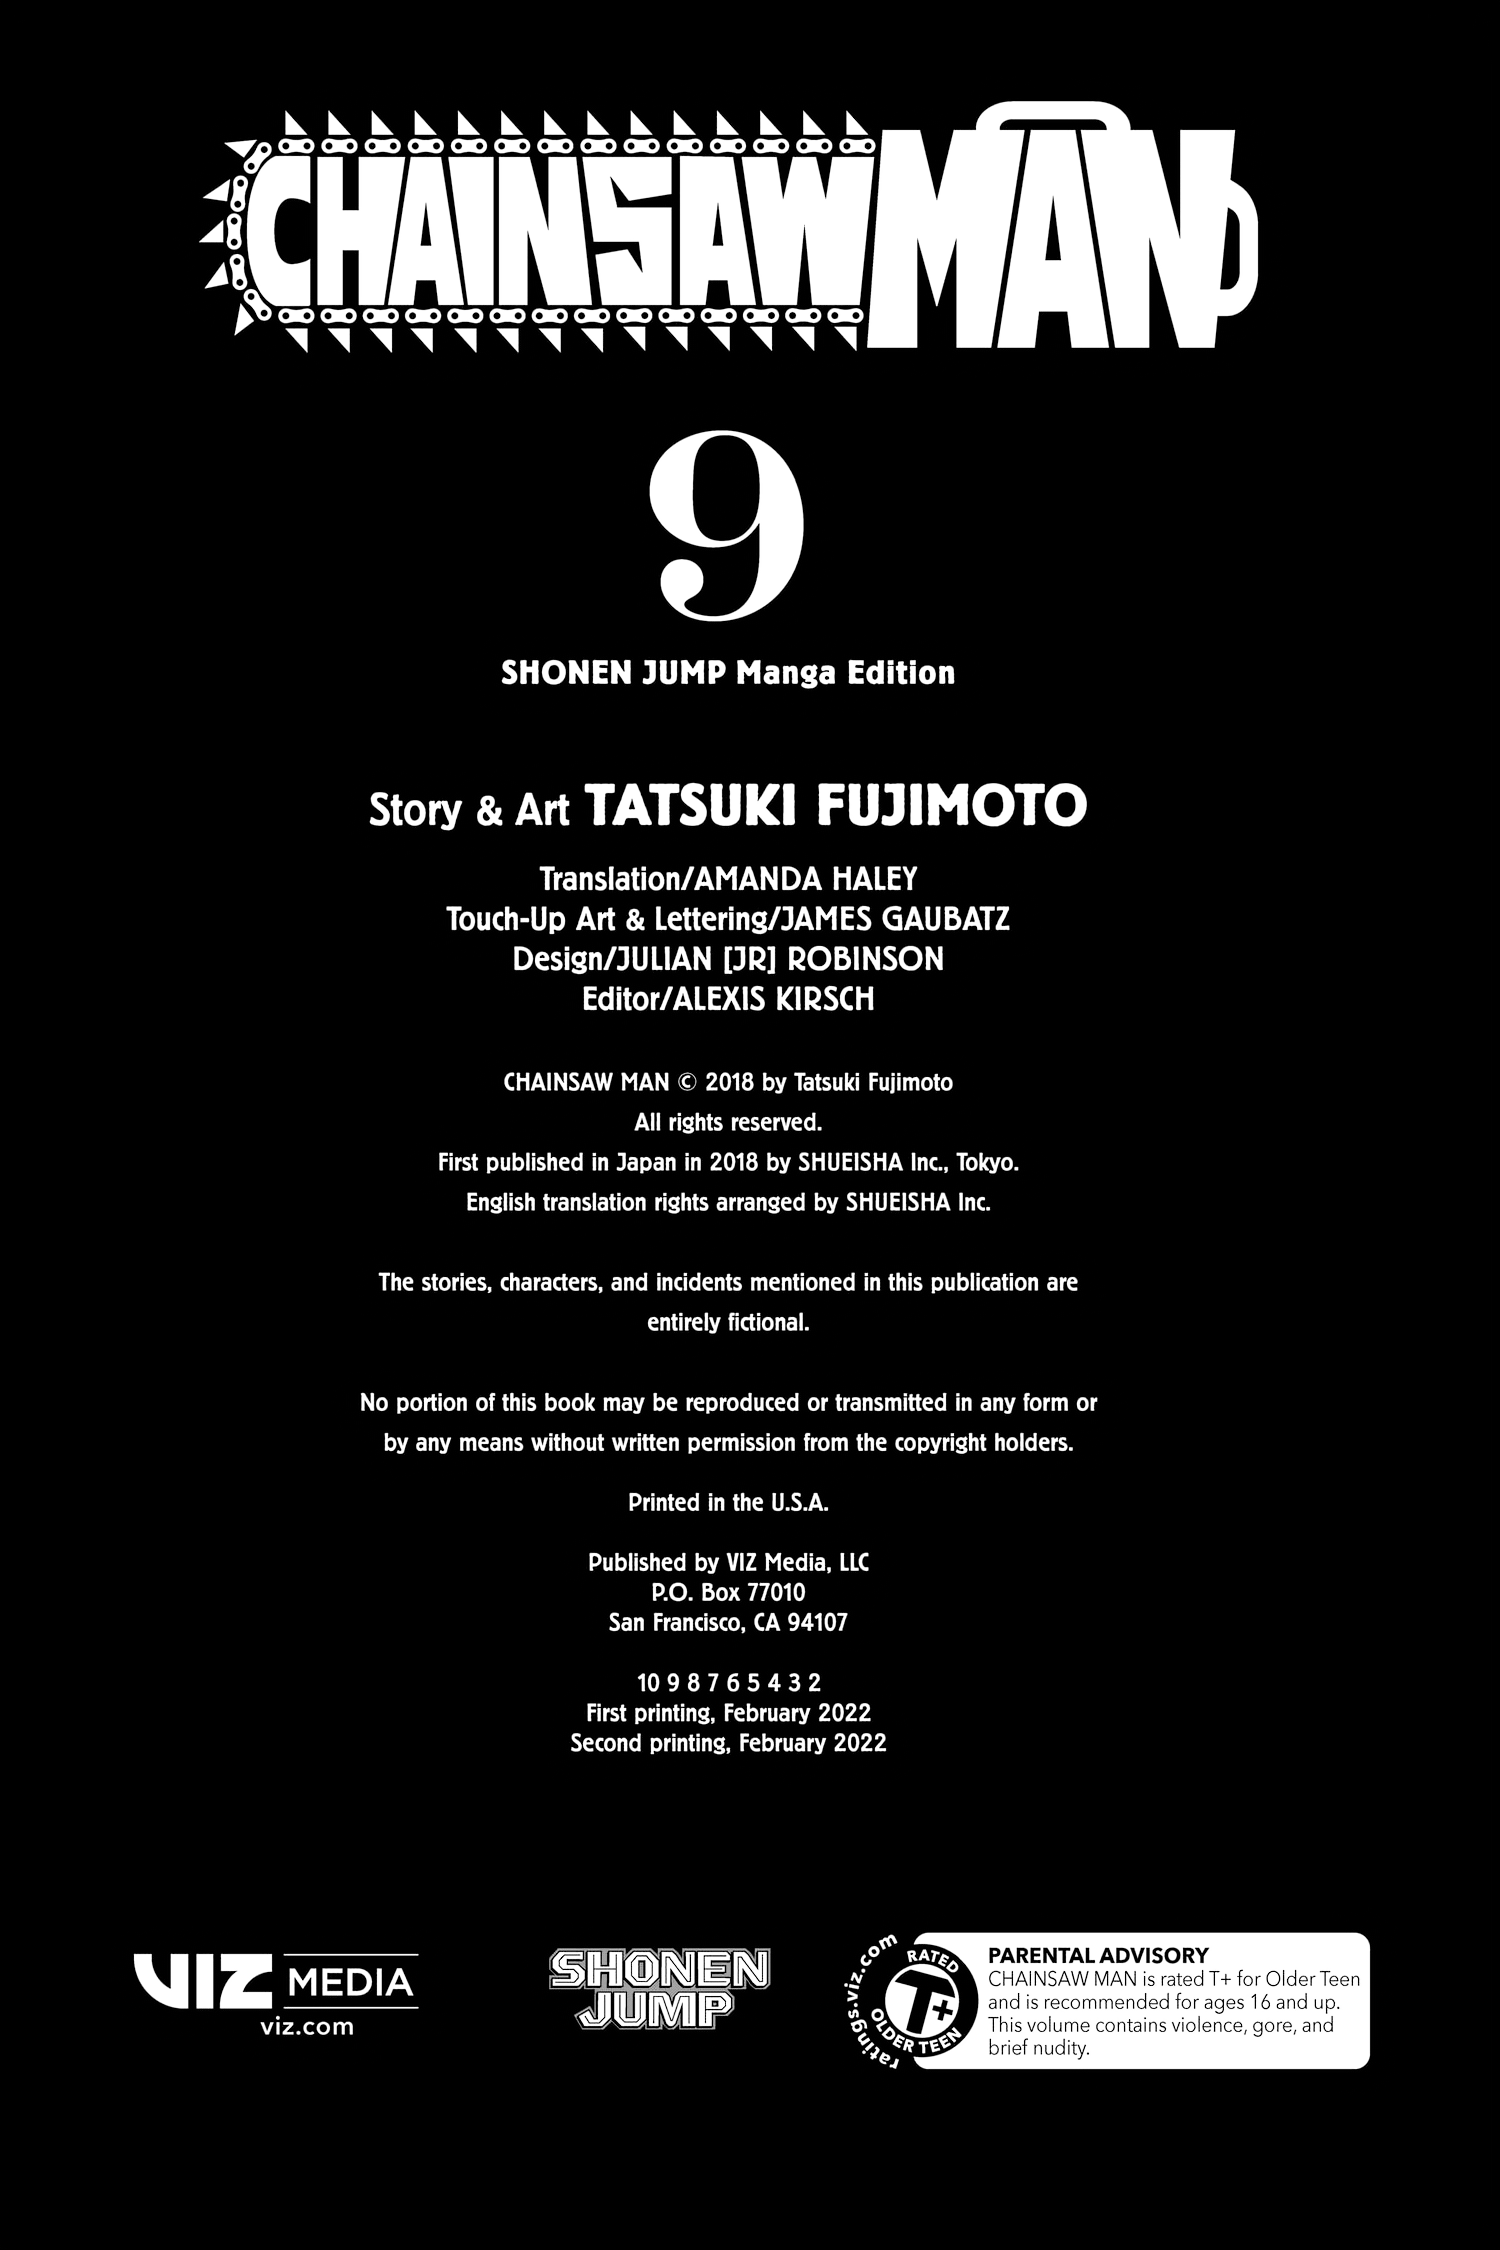 CHAINSAW MAN
9
SHONEN JUMP Manga Edition
Story & Art TATSUKI FUJIMOTO
Translation/AMANDA HALEY
Touch-Up Art & Lettering/JAMES GAUBATZ
Design/JULIAN [JR] ROBINSON
Editor/ALEXIS KIRSCH
CHAINSAW MAN © 2018 by Tatsuki Fujimoto
All rights reserved.
First published in Japan in 2018 by SHUEISHA Inc., Tokyo.
English translation rights arranged by SHUEISHA Inc.
The stories, characters, and incidents mentioned in this publication are
entirely fictional.
No portion of this book may be reproduced or transmitted in any form or
by any means without written permission from the copyright holders.
Printed in the U.S.A.
Published by VIZ Media, LLC
P.O. Box 77010
San Francisco, CA 94107
10 9 8 7 6 5 4 3 2
First printing, February 2022
Second printing, February 2022
VIZ MEDIA
viz.com
SHONEN
JUMP
ratings.viz.com
RATED
T+
OLDER TEEN
PARENTAL ADVISORY
CHAINSAW MAN is rated T+ for Older Teen
and is recommended for ages 16 and up.
This volume contains violence, gore, and
brief nudity.